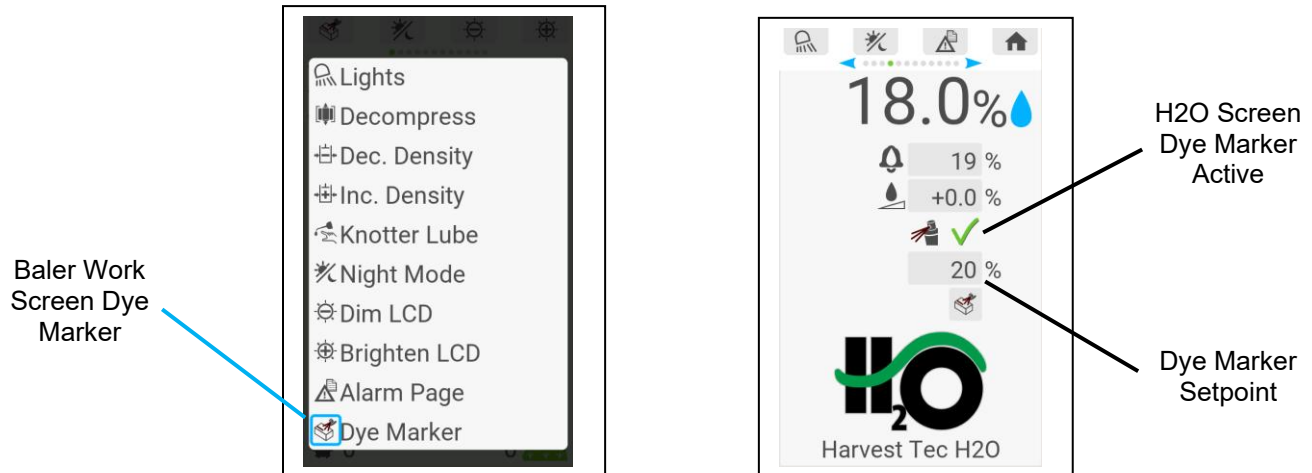 Baler Work
Screen Dye
Marker
Lights
Decompress
Dec. Density
Inc. Density
Knotter Lube
Night Mode
Dim LCD
Brighten LCD
Alarm Page
Dye Marker
18.0%
19 %
+0.0 %
20 %
H2O
Harvest Tec H2O
H2O Screen
Dye Marker
Active
Dye Marker
Setpoint